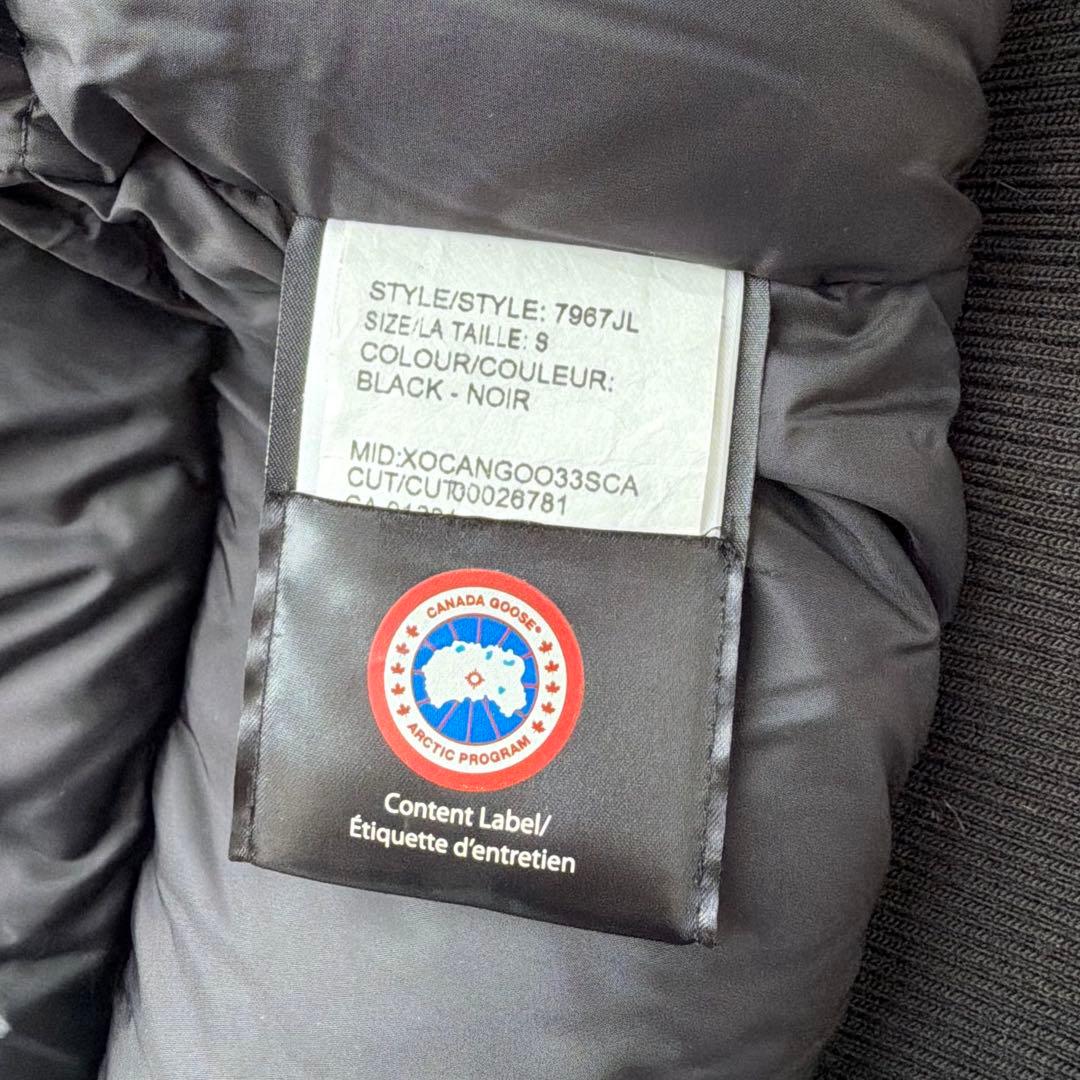 STYLE/STYLE: 7967JL
SIZE/LA TAILLE: S
COLOUR/COULEUR:
BLACK - NOIR
MID:XOCANGOO33SCA
CUT/CUT00026781
CANADA GOOSE®
ARCTIC PROGRAM
Content Label/
Étiquette d'entretien